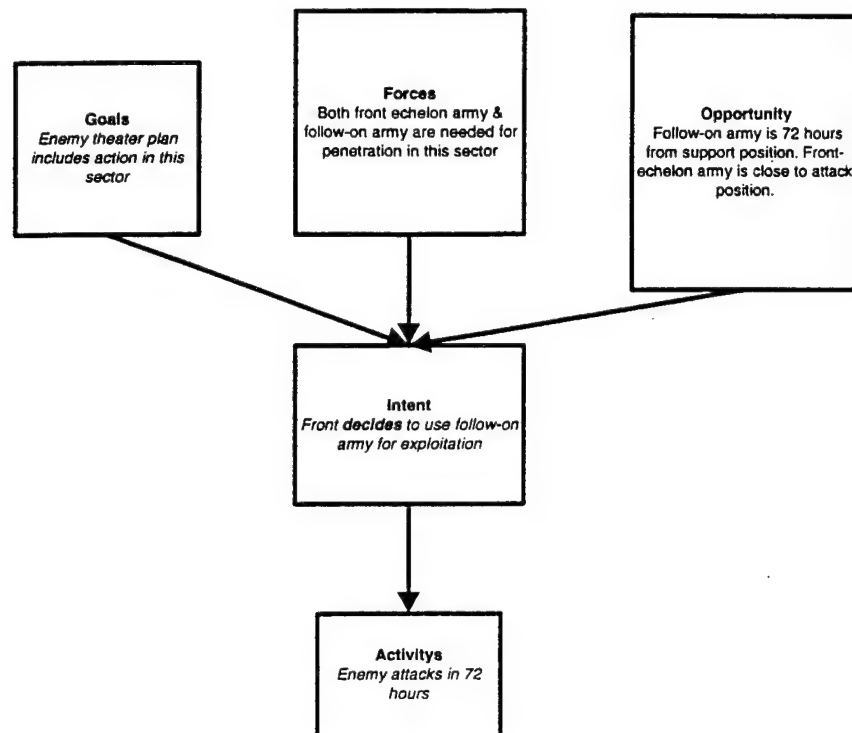 Goals
Enemy theater plan
includes action in this
sector
Forces
Both front echelon army &
follow-on army are needed for
penetration in this sector
Opportunity
Follow-on army is 72 hours
from support position. Front-
echelon army is close to attack
position.
Intent
Front decides to use follow-on
army for exploitation
Activitys
Enemy attacks in 72
hours